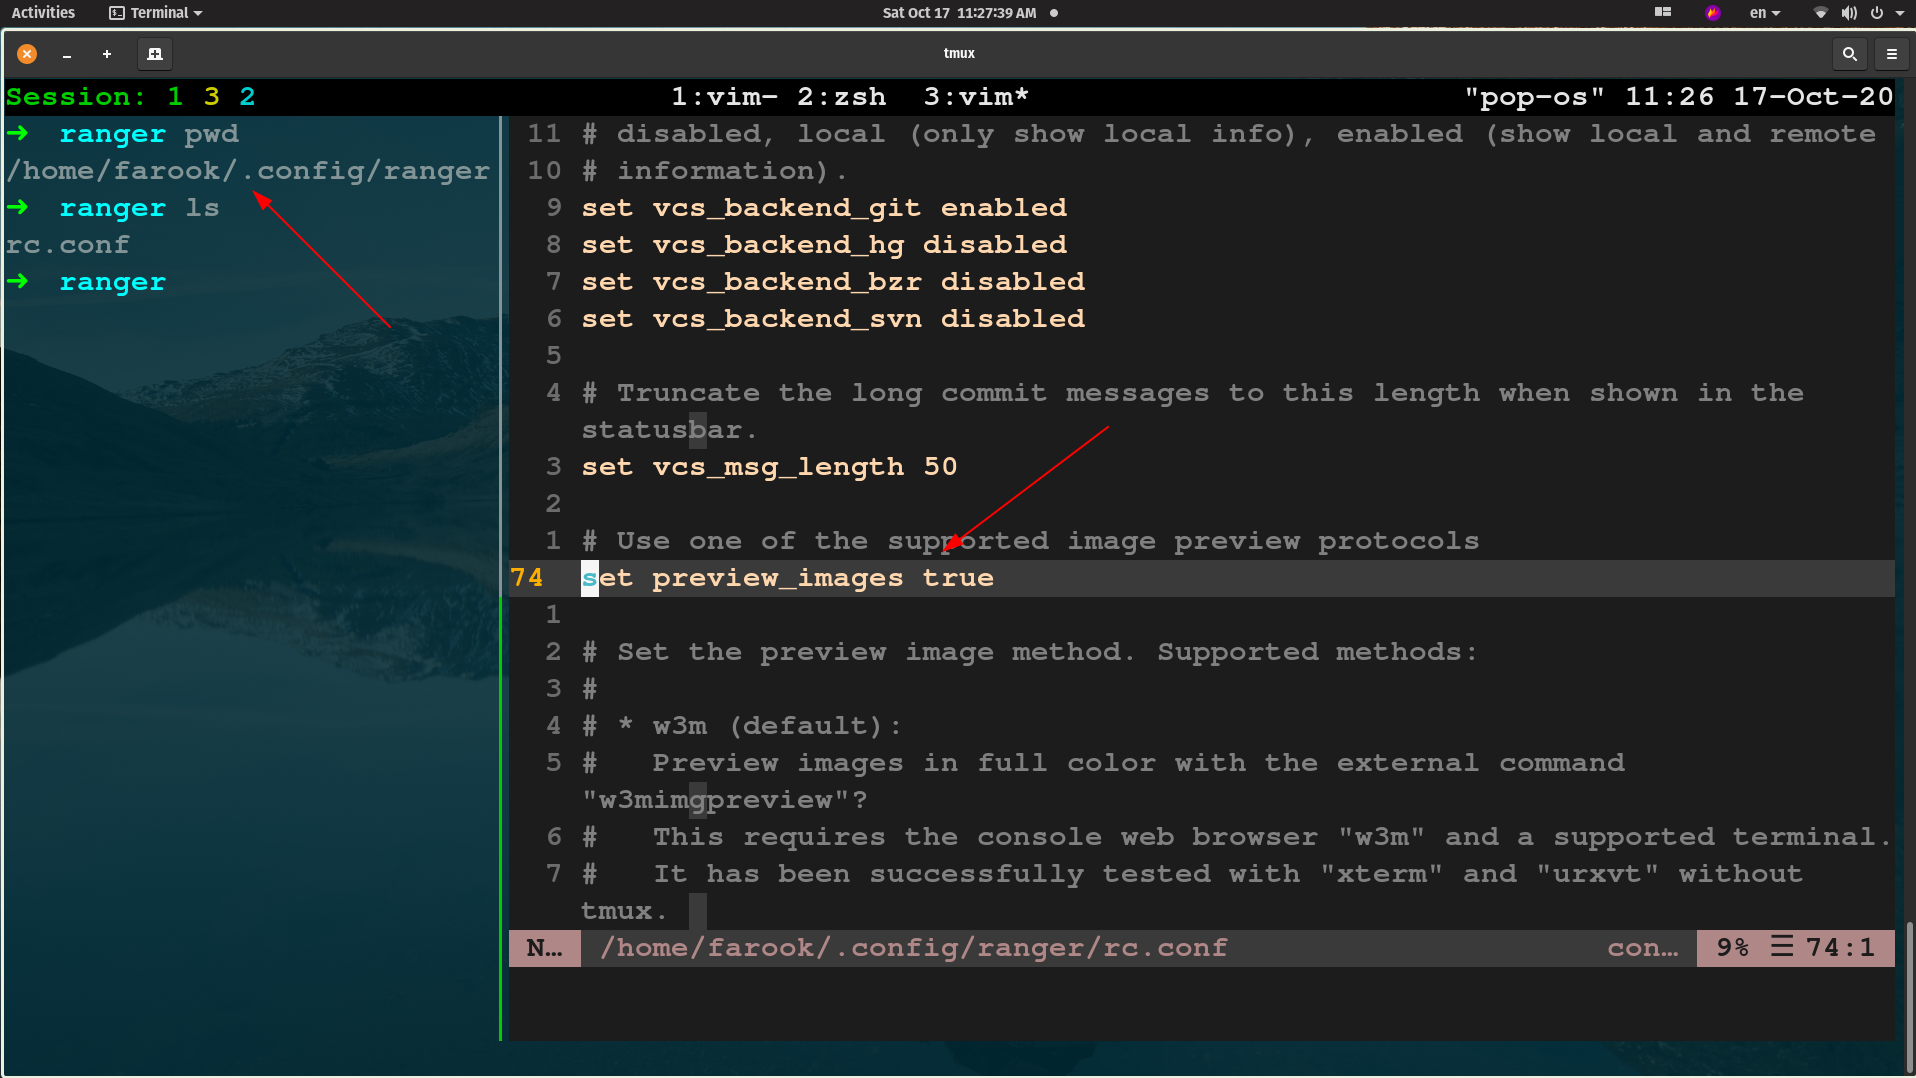 Activities Terminal Sat Oct 17 11:27:39 AM en
tmux
Session: 1 3 2 1:vim- 2:zsh 3:vim* "pop-os" 11:26 17-Oct-20
➜ ranger pwd
/home/farook/.config/ranger
➜ ranger ls
rc.conf
➜ ranger
11 # disabled, local (only show local info), enabled (show local and remote
10 # information).
9 set vcs_backend_git enabled
8 set vcs_backend_hg disabled
7 set vcs_backend_bzr disabled
6 set vcs_backend_svn disabled
5
4 # Truncate the long commit messages to this length when shown in the
statusbar.
3 set vcs_msg_length 50
2
1 # Use one of the supported image preview protocols
74 set preview_images true
1
2 # Set the preview image method. Supported methods:
3 #
4 # * w3m (default):
5 # Preview images in full color with the external command
"w3mimgpreview"?
6 # This requires the console web browser "w3m" and a supported terminal.
7 # It has been successfully tested with "xterm" and "urxvt" without
tmux.
N… /home/farook/.config/ranger/rc.conf con… 9% ☰ 74:1